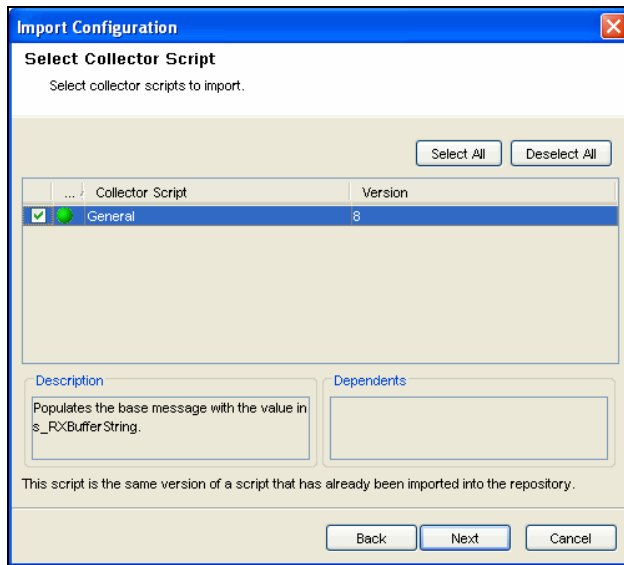 Import Configuration
Select Collector Script
Select collector scripts to import.
Select All Deselect All
... Collector Script Version
General 8
Description Dependents
Populates the base message with the value in
s_RXBufferString.
This script is the same version of a script that has already been imported into the repository.
Back Next Cancel